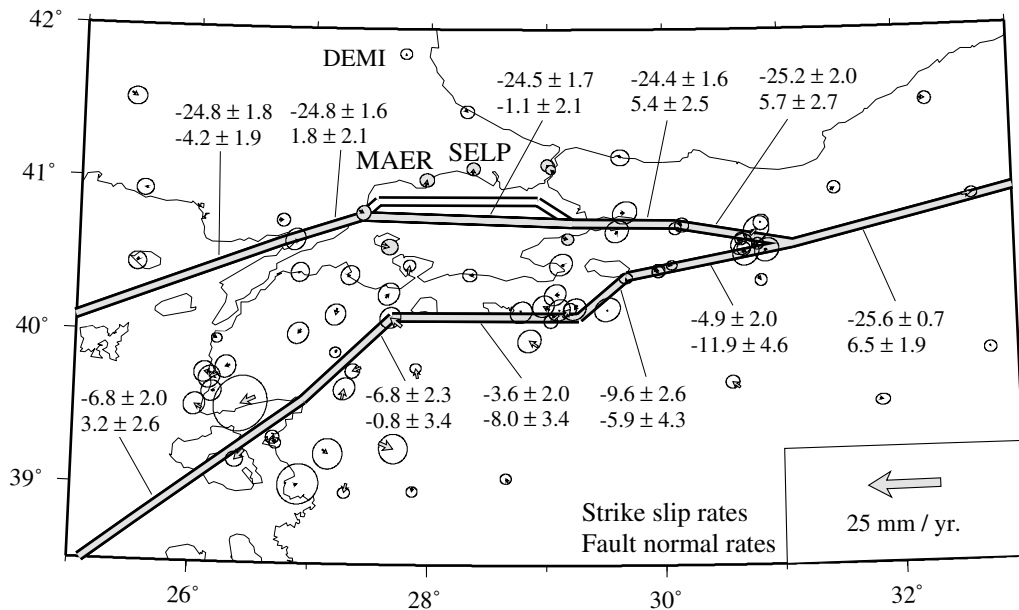 42°
DEMI
-24.5 ± 1.7
-1.1 ± 2.1
-24.4 ± 1.6
5.4 ± 2.5
-25.2 ± 2.0
5.7 ± 2.7
-24.8 ± 1.8
-4.2 ± 1.9
-24.8 ± 1.6
1.8 ± 2.1
MAER
SELP
41°
40°
-4.9 ± 2.0
-11.9 ± 4.6
-25.6 ± 0.7
6.5 ± 1.9
-6.8 ± 2.0
3.2 ± 2.6
-6.8 ± 2.3
-0.8 ± 3.4
-3.6 ± 2.0
-8.0 ± 3.4
-9.6 ± 2.6
-5.9 ± 4.3
39°
Strike slip rates
Fault normal rates
25 mm / yr.
26°
28°
30°
32°